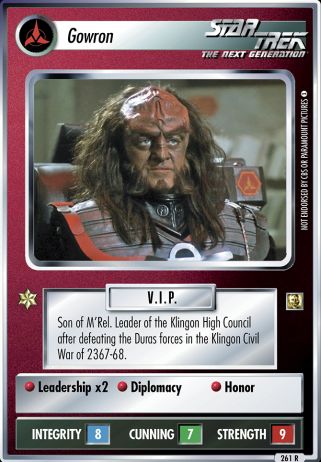 Gowron
STAR TREK
THE NEXT GENERATION
NOT ENDORSED BY CBS OR PARAMOUNT PICTURES
V.I.P.
Son of M'Rel. Leader of the Klingon High Council
after defeating the Duras forces in the Klingon Civil
War of 2367-68.
Leadership x2 Diplomacy Honor
INTEGRITY 8 CUNNING 7 STRENGTH 9
261 R